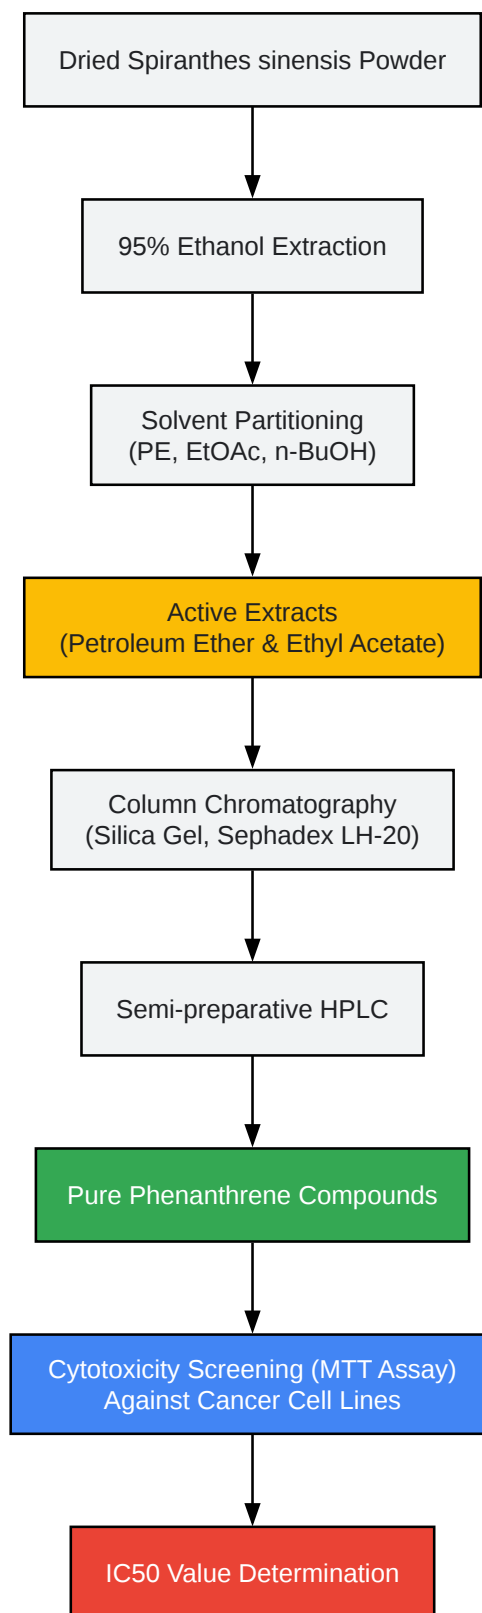 Dried Spiranthes sinensis Powder
95% Ethanol Extraction
Solvent Partitioning
(PE, EtOAc, n-BuOH)
Active Extracts
(Petroleum Ether & Ethyl Acetate)
Column Chromatography
(Silica Gel, Sephadex LH-20)
Semi-preparative HPLC
Pure Phenanthrene Compounds
Cytotoxicity Screening (MTT Assay)
Against Cancer Cell Lines
IC50 Value Determination